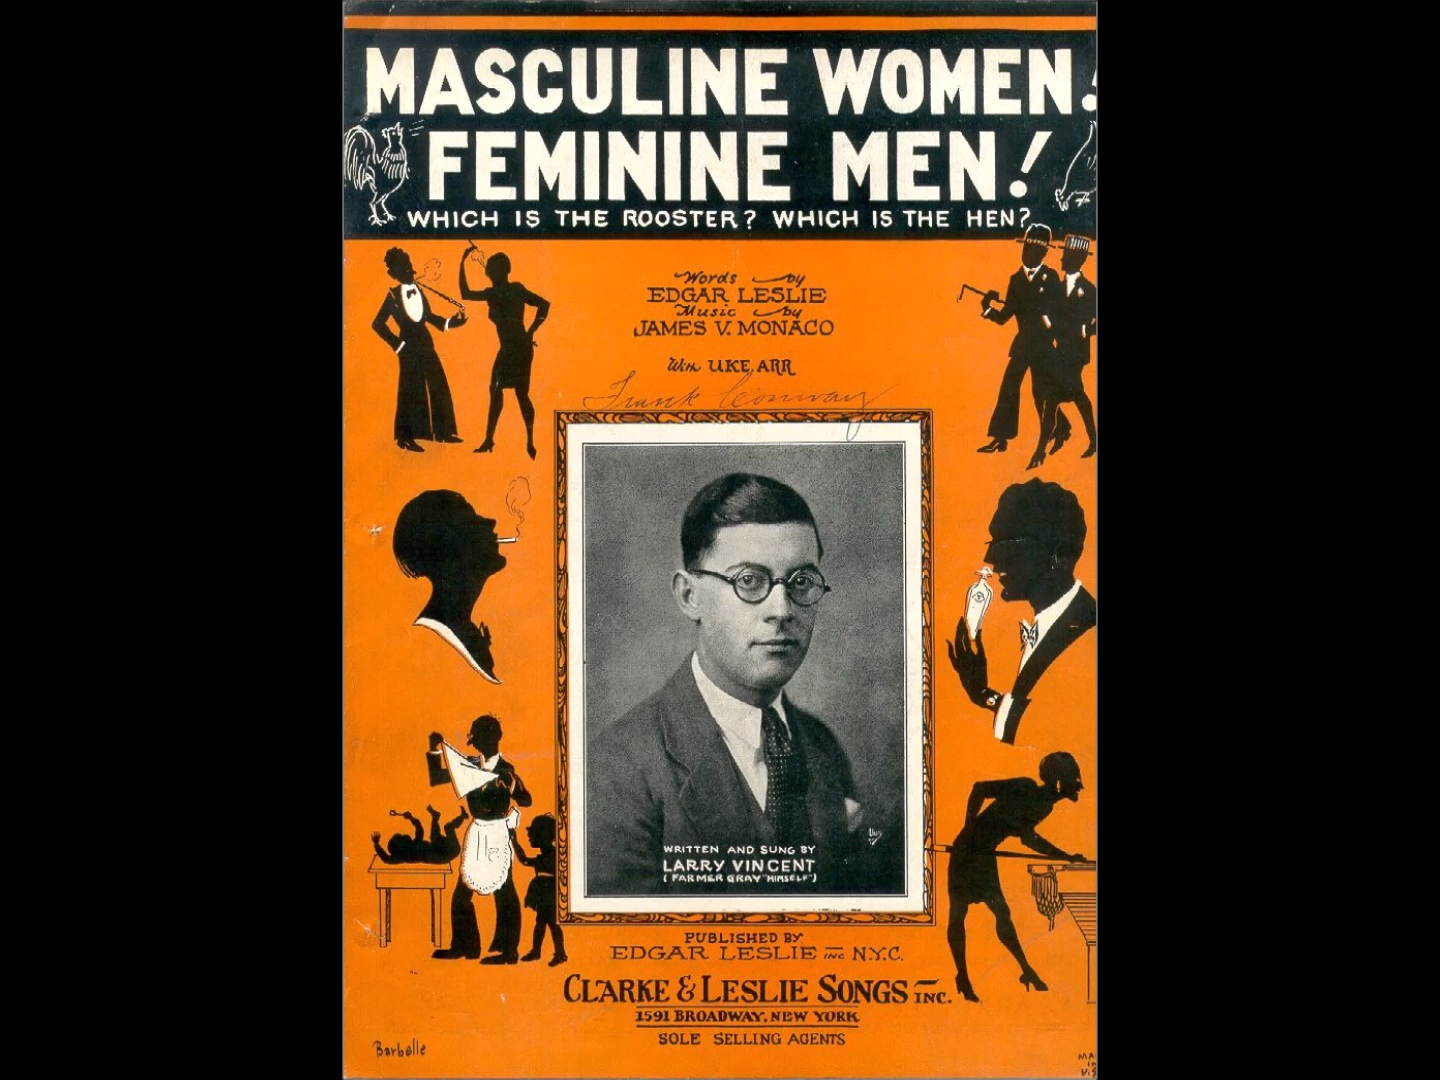 MASCULINE WOMEN!
FEMININE MEN!
WHICH IS THE ROOSTER? WHICH IS THE HEN?
Words by
EDGAR LESLIE
Music by
JAMES V. MONACO
With UKE. ARR
Frank Conway
WRITTEN AND SUNG BY
LARRY VINCENT
(FARMER GRAY "HIMSELF")
PUBLISHED BY
EDGAR LESLIE INC N.Y.C.
CLARKE & LESLIE SONGS INC.
1591 BROADWAY, NEW YORK
SOLE SELLING AGENTS
Barbelle